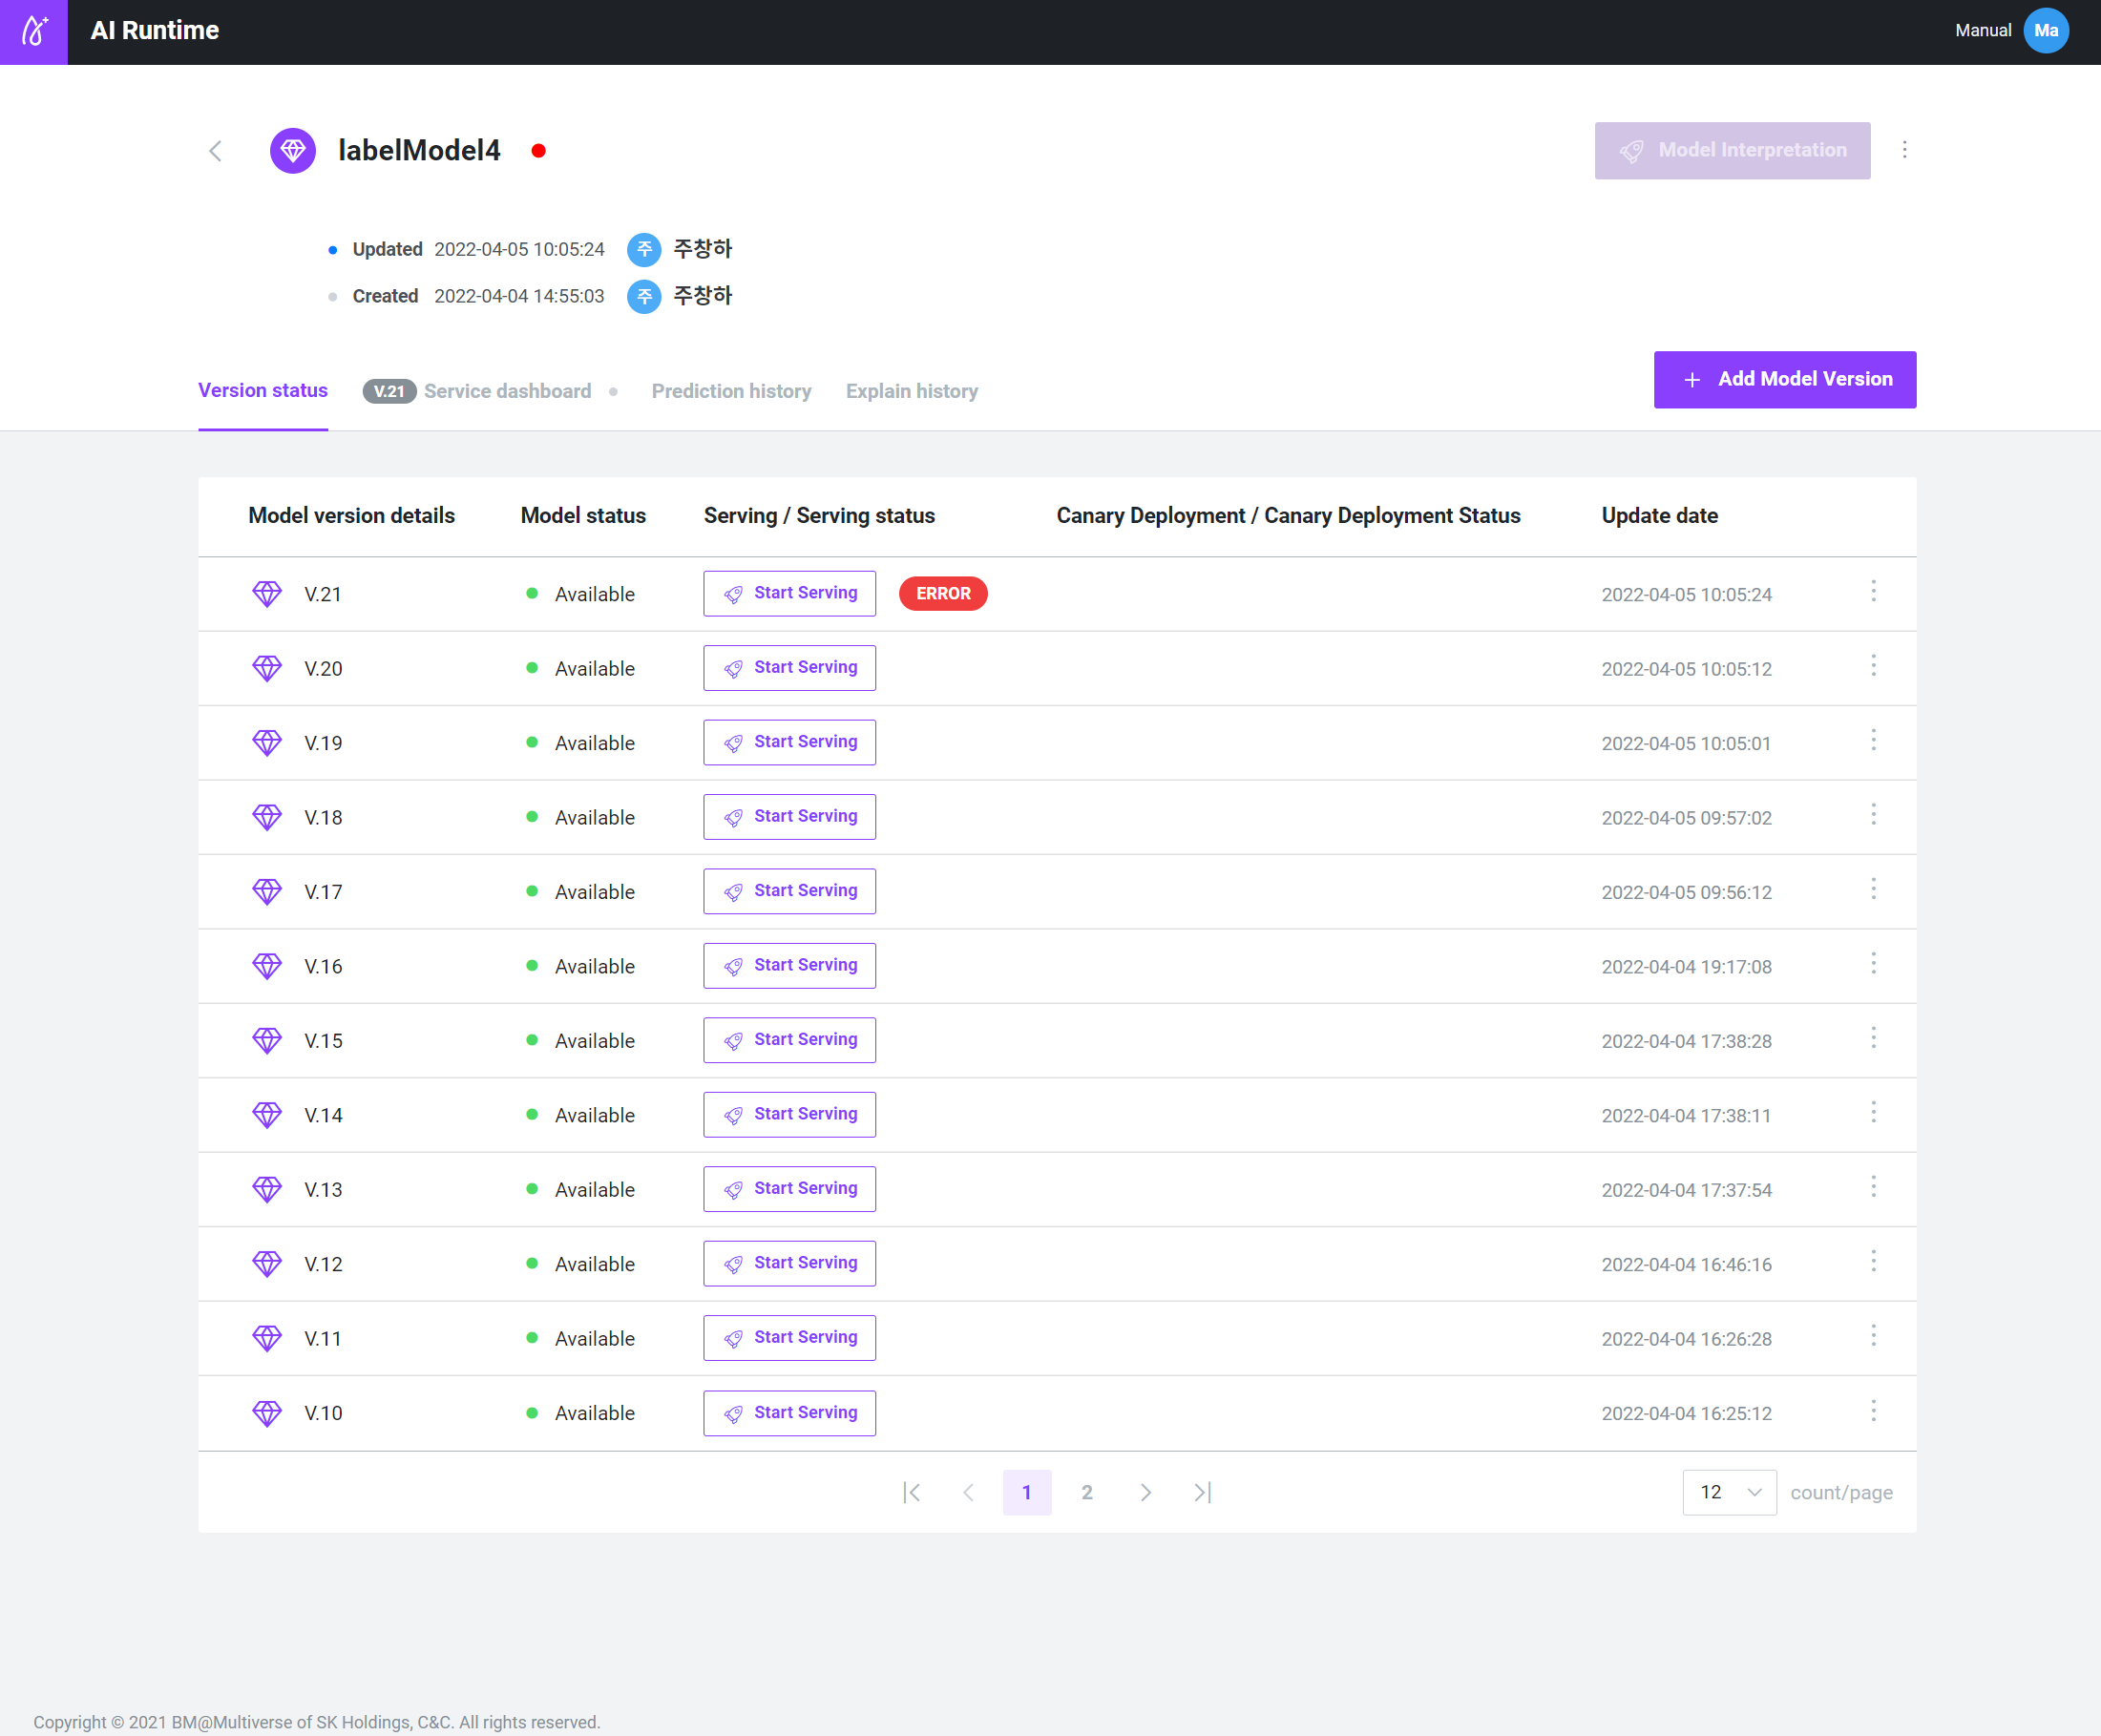 AI Runtime
Manual Ma
labelModel4
Model Interpretation
Updated 2022-04-05 10:05:24 주 주창하
Created 2022-04-04 14:55:03 주 주창하
Version status V.21 Service dashboard Prediction history Explain history
Add Model Version
Model version details Model status Serving / Serving status Canary Deployment / Canary Deployment Status Update date
V.21 Available Start Serving ERROR 2022-04-05 10:05:24
V.20 Available Start Serving 2022-04-05 10:05:12
V.19 Available Start Serving 2022-04-05 10:05:01
V.18 Available Start Serving 2022-04-05 09:57:02
V.17 Available Start Serving 2022-04-05 09:56:12
V.16 Available Start Serving 2022-04-04 19:17:08
V.15 Available Start Serving 2022-04-04 17:38:28
V.14 Available Start Serving 2022-04-04 17:38:11
V.13 Available Start Serving 2022-04-04 17:37:54
V.12 Available Start Serving 2022-04-04 16:46:16
V.11 Available Start Serving 2022-04-04 16:26:28
V.10 Available Start Serving 2022-04-04 16:25:12
1 2 12 count/page
Copyright © 2021 BM@Multiverse of SK Holdings, C&C. All rights reserved.